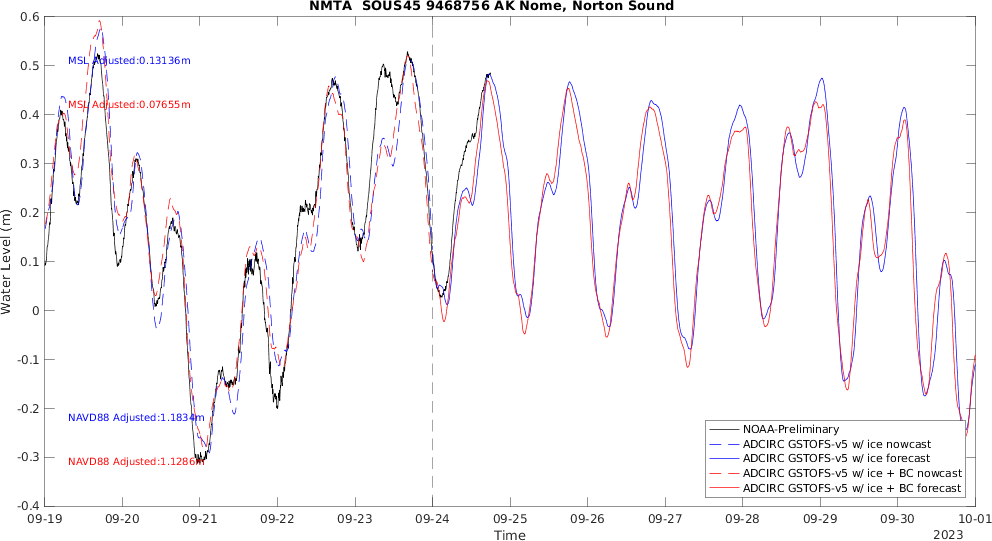 NMTA SOUS45 9468756 AK Nome, Norton Sound
0.6
0.5
0.4
0.3
0.2
0.1
0
-0.1
-0.2
-0.3
-0.4
Water Level (m)
MSL Adjusted:0.13136m
MSL Adjusted:0.07655m
NAVD88 Adjusted:1.1834m
NAVD88 Adjusted:1.1286m
NOAA-Preliminary
ADCIRC GSTOFS-v5 w/ ice nowcast
ADCIRC GSTOFS-v5 w/ ice forecast
ADCIRC GSTOFS-v5 w/ ice + BC nowcast
ADCIRC GSTOFS-v5 w/ ice + BC forecast
09-19 09-20 09-21 09-22 09-23 09-24 09-25 09-26 09-27 09-28 09-29 09-30 10-01
Time
2023